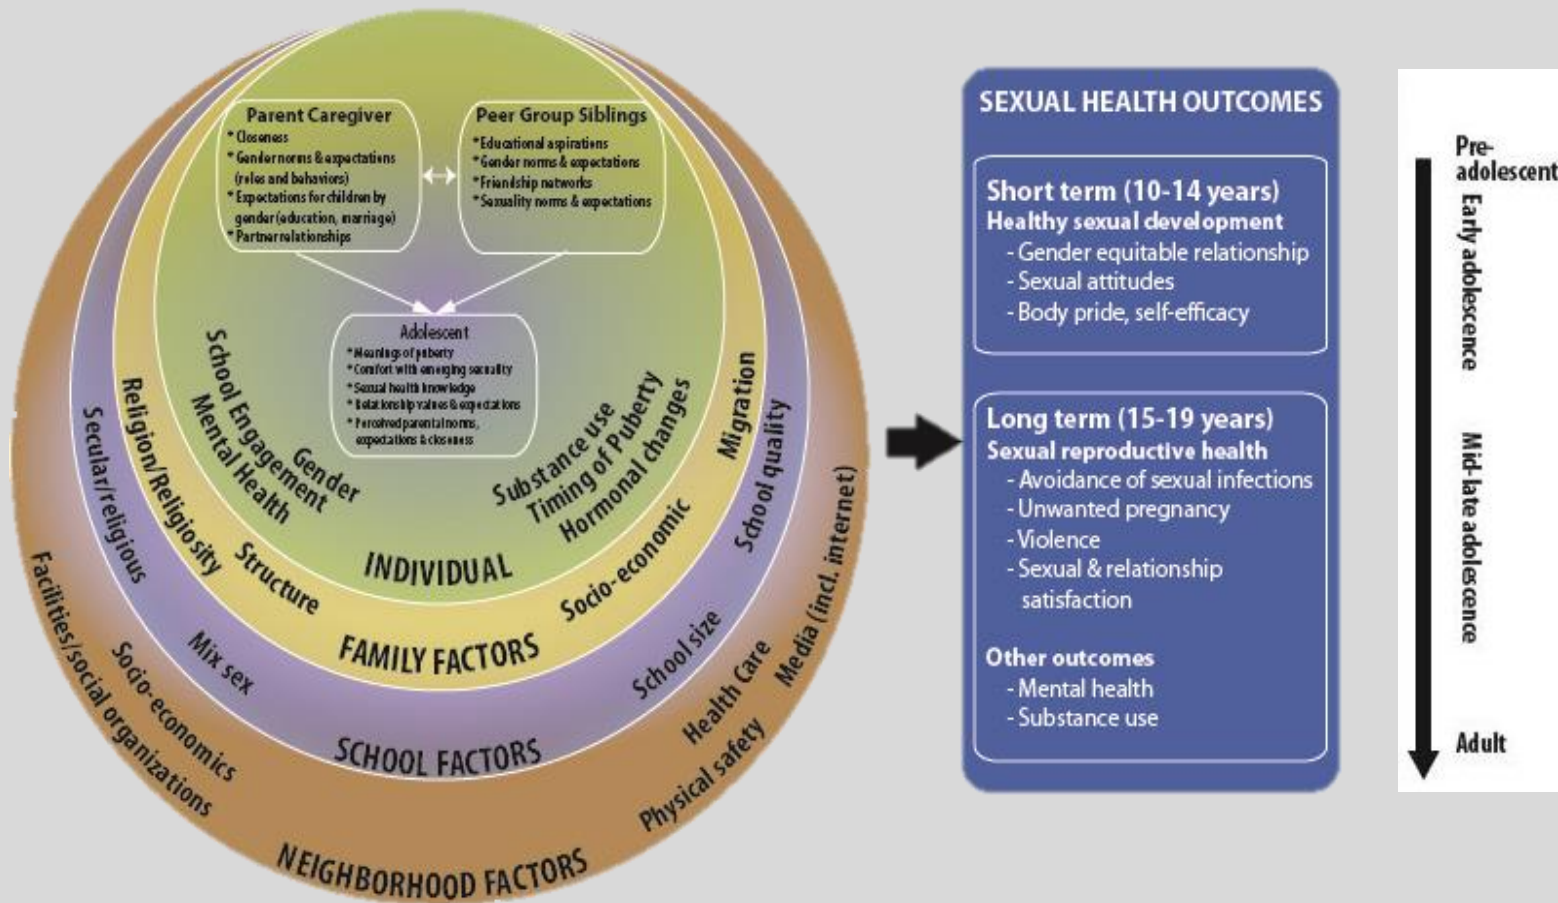 Parent Caregiver
* Closeness
* Gender norms & expectations
(roles and behaviors)
* Expectations for children by
gender (education, marriage)
* Partner relationships
Peer Group Siblings
* Educational aspirations
* Gender norms & expectations
* Friendship networks
* Sexuality norms & expectations
Adolescent
* Meanings of puberty
* Comfort with emerging sexuality
* Sexual health knowledge
* Relationship values & expectations
* Perceived parental norms,
expectations & closeness
School Engagement
Mental Health
Gender
Substance use
Timing of Puberty
Hormonal changes
INDIVIDUAL
Religion/Religiosity
Structure
Socio-economic
Migration
FAMILY FACTORS
Secular/religious
Mix sex
School size
School quality
SCHOOL FACTORS
Facilities/social organizations
Socio-economics
Health Care
Physical safety
Media (incl. internet)
NEIGHBORHOOD FACTORS
SEXUAL HEALTH OUTCOMES
Short term (10-14 years)
Healthy sexual development
- Gender equitable relationship
- Sexual attitudes
- Body pride, self-efficacy
Long term (15-19 years)
Sexual reproductive health
- Avoidance of sexual infections
- Unwanted pregnancy
- Violence
- Sexual & relationship
satisfaction
Other outcomes
- Mental health
- Substance use
Pre-
adolescent
Early adolescence
Mid-late adolescence
Adult